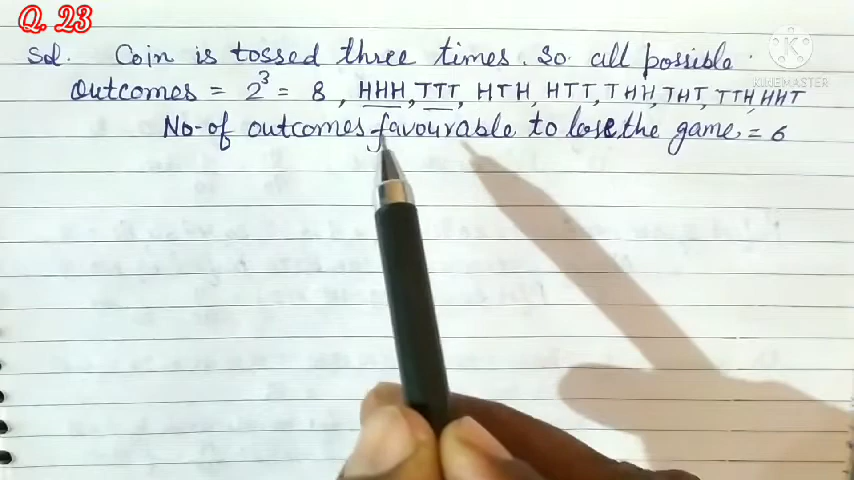 Q. 23
Sol. Coin is tossed three times. So all possible
KINEMASTER
Outcomes = 2³ = 8, HHH, TTT, HTH, HTT, THH, THT, TTH, HHT
No-of outcomes favourable to lose the game = 6